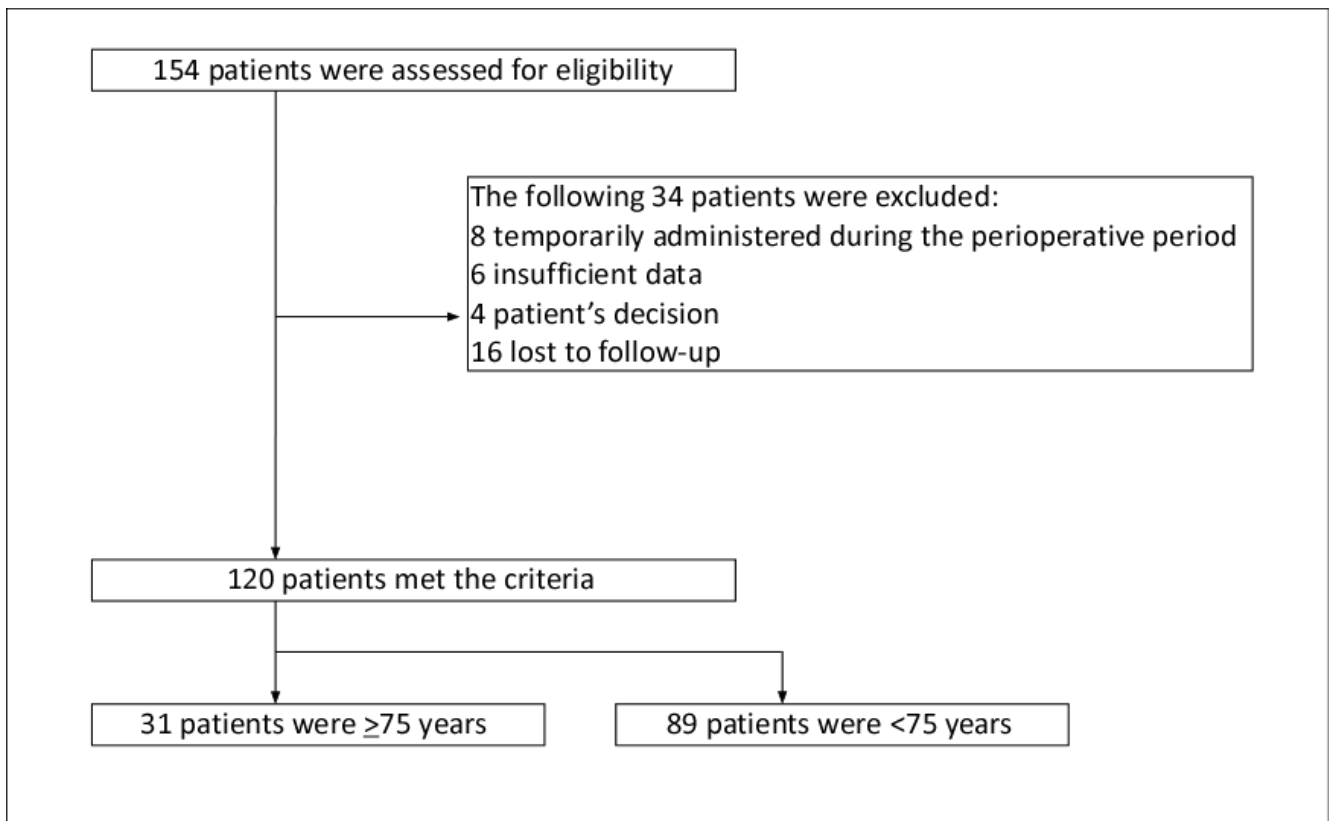 154 patients were assessed for eligibility
The following 34 patients were excluded:
8 temporarily administered during the perioperative period
6 insufficient data
4 patient’s decision
16 lost to follow-up
120 patients met the criteria
31 patients were ≥75 years
89 patients were <75 years